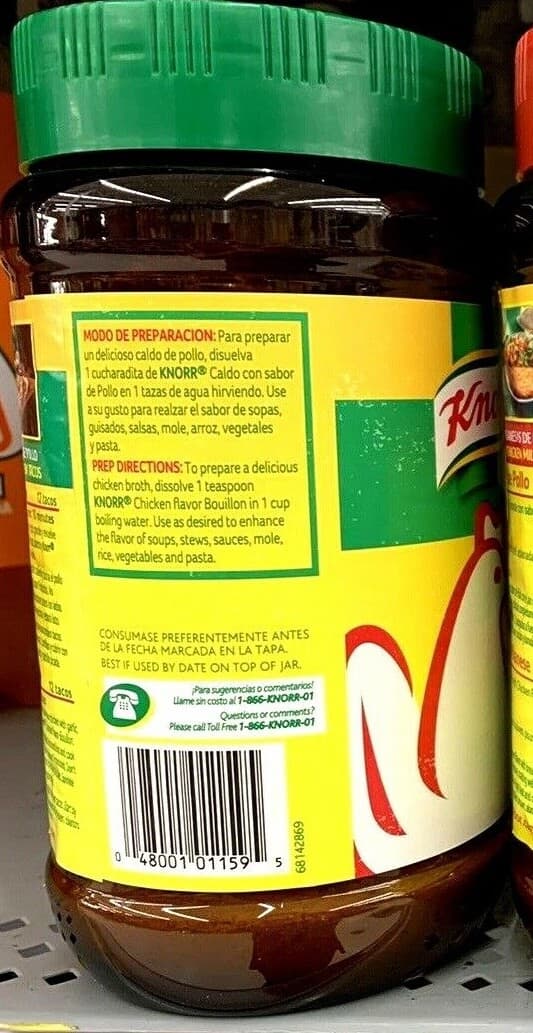 MODO DE PREPARACION: Para preparar
un delicioso caldo de pollo, disuelva
1 cucharadita de KNORR® Caldo con sabor
de Pollo en 1 tazas de agua hirviendo. Use
a su gusto para realzar el sabor de sopas,
guisados, salsas, mole, arroz, vegetales
y pasta.
PREP DIRECTIONS: To prepare a delicious
chicken broth, dissolve 1 teaspoon
KNORR® Chicken flavor Bouillon in 1 cup
boiling water. Use as desired to enhance
the flavor of soups, stews, sauces, mole,
rice, vegetables and pasta.
CONSUMASE PREFERENTEMENTE ANTES
DE LA FECHA MARCADA EN LA TAPA.
BEST IF USED BY DATE ON TOP OF JAR.
¡Para sugerencias o comentarios!
Llame sin costo al 1-866-KNORR-01
Questions or comments?
Please call Toll Free 1-866-KNORR-01
0 48001 01159 5
68142869
Kno
TACOS
12 tacos
12 tacos
Pollo